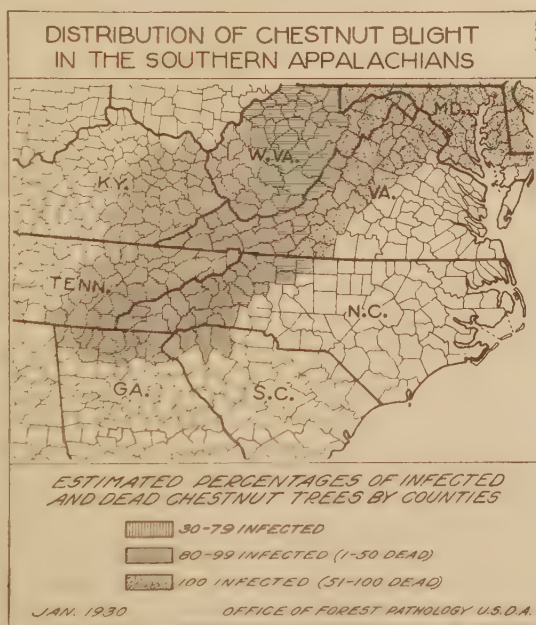 DISTRIBUTION OF CHESTNUT BLIGHT
IN THE SOUTHERN APPALACHIANS
MD.
W.VA.
KY.
VA.
TENN.
N.C.
GA.
S.C.
ESTIMATED PERCENTAGES OF INFECTED
AND DEAD CHESTNUT TREES BY COUNTIES
30-79 INFECTED
80-99 INFECTED (1-50 DEAD)
100 INFECTED (51-100 DEAD)
JAN. 1930 OFFICE OF FOREST PATHOLOGY U.S.D.A.